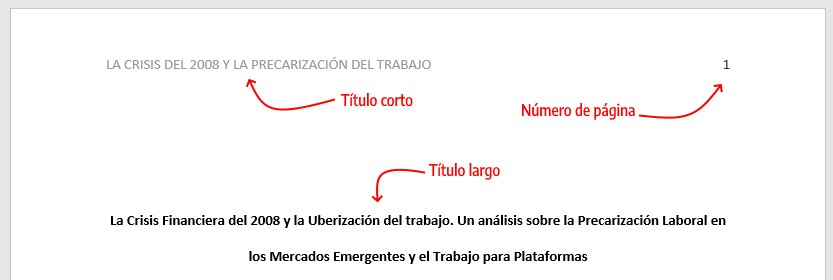 LA CRISIS DEL 2008 Y LA PRECARIZACIÓN DEL TRABAJO 1
Título corto
Número de página
Título largo
La Crisis Financiera del 2008 y la Uberización del trabajo. Un análisis sobre la Precarización Laboral en
los Mercados Emergentes y el Trabajo para Plataformas